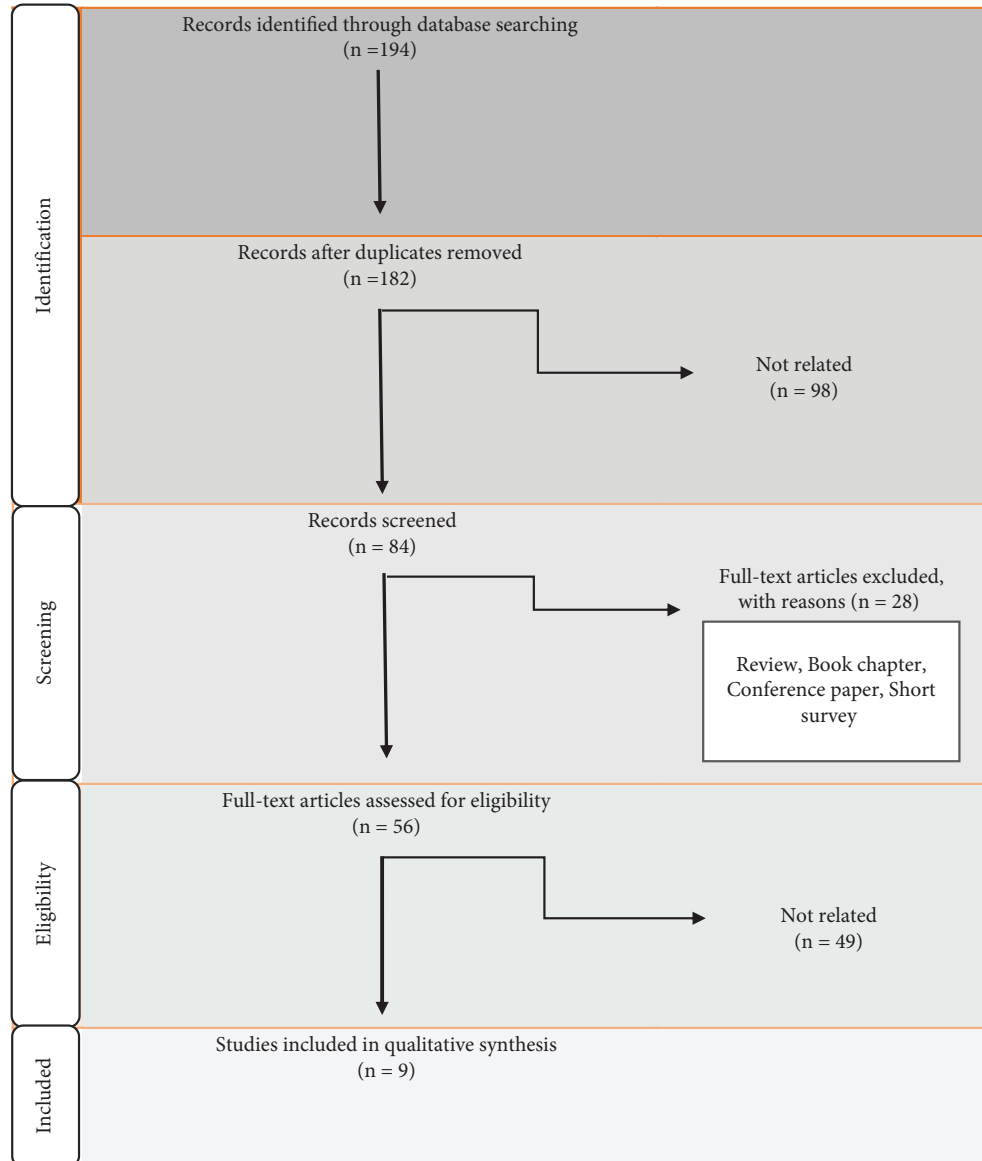 Identification
Records identified through database searching
(n =194)
Records after duplicates removed
(n =182)
Not related
(n = 98)
Screening
Records screened
(n = 84)
Full-text articles excluded,
with reasons (n = 28)
Review, Book chapter,
Conference paper, Short
survey
Eligibility
Full-text articles assessed for eligibility
(n = 56)
Not related
(n = 49)
Included
Studies included in qualitative synthesis
(n = 9)